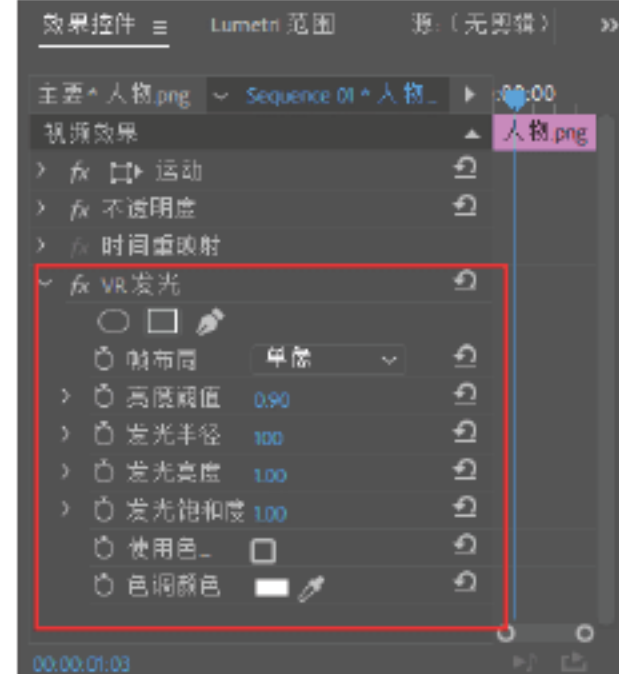 效果控件 ≡ Lumetri 范围 源:（无剪辑） »
主要 * 人物.png Sequence 01 * 人物... :00:00
视频效果 人物.png
fx 运动
fx 不透明度
fx 时间重映射
fx VR 发光
帧布局 单像
亮度阈值 0.90
发光半径 100
发光亮度 1.00
发光饱和度 1.00
使用色...
色调颜色
00:00:01:03